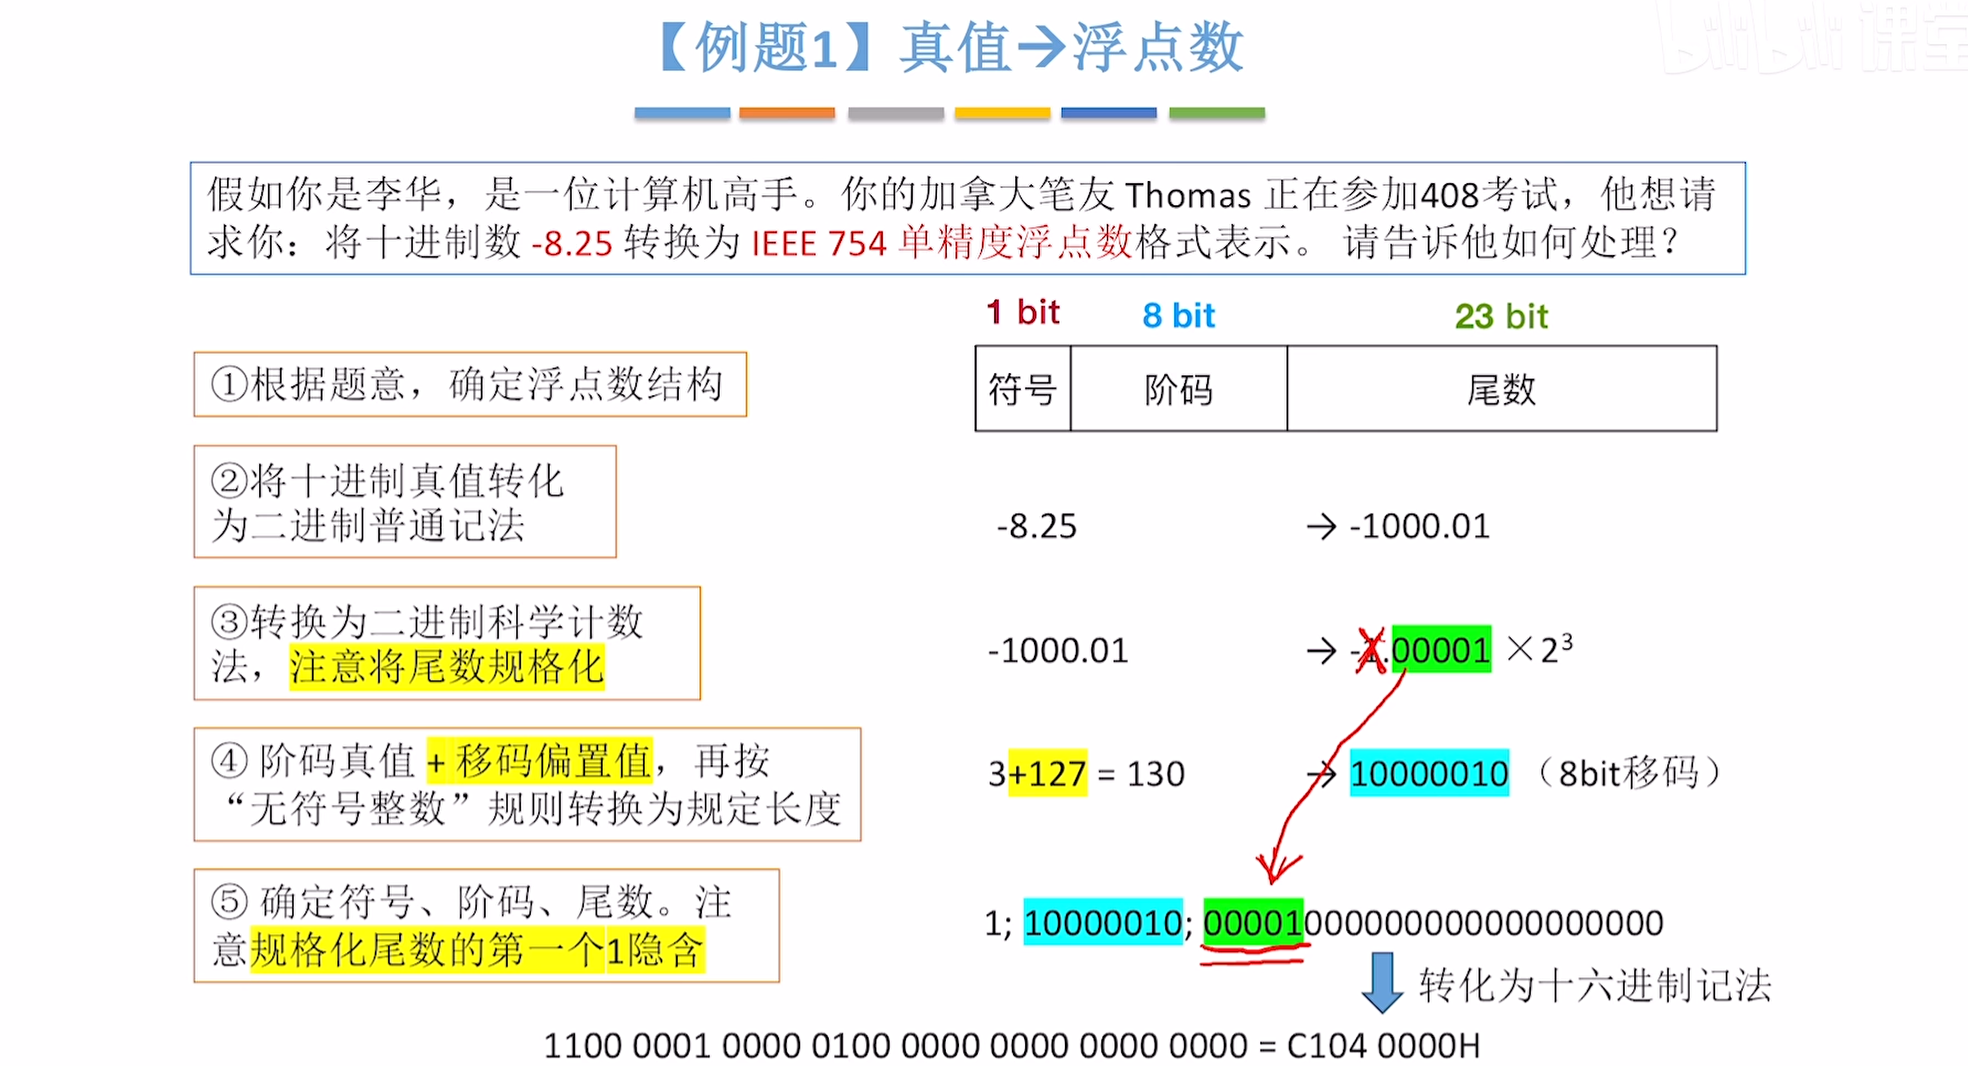 【例题1】真值→浮点数
bilibili课堂
假如你是李华，是一位计算机高手。你的加拿大笔友 Thomas 正在参加408考试，他想请
求你：将十进制数 -8.25 转换为 IEEE 754 单精度浮点数格式表示。 请告诉他如何处理？
1 bit 8 bit 23 bit
①根据题意，确定浮点数结构
符号 阶码 尾数
②将十进制真值转化
为二进制普通记法
-8.25 → -1000.01
③转换为二进制科学计数
法，注意将尾数规格化
-1000.01 → -1.00001 ×2³
④ 阶码真值 + 移码偏置值，再按
“无符号整数”规则转换为规定长度
3+127 = 130 → 10000010 （8bit移码）
⑤ 确定符号、阶码、尾数。注
意规格化尾数的第一个1隐含
1; 10000010; 00001000000000000000000
转化为十六进制记法
1100 0001 0000 0100 0000 0000 0000 0000 = C104 0000H